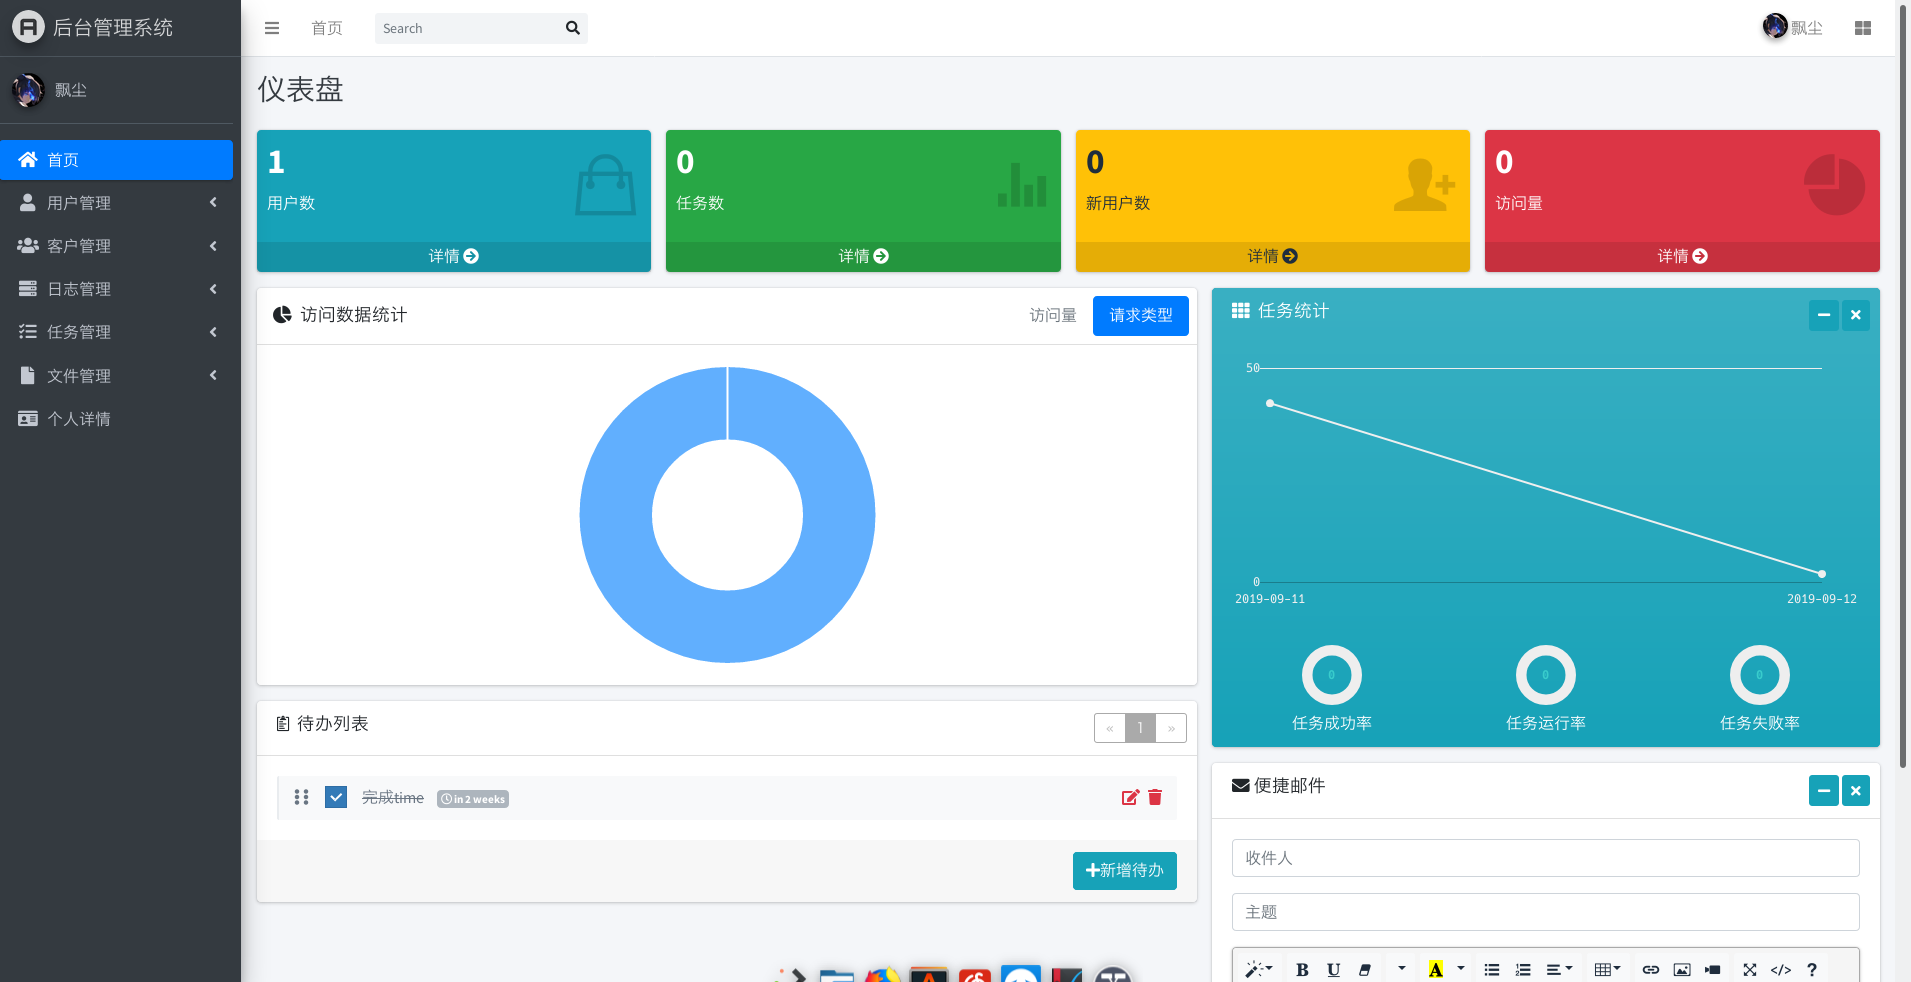 后台管理系统
首页
Search
飘尘
飘尘
首页
用户管理
客户管理
日志管理
任务管理
文件管理
个人详情
仪表盘
1
用户数
详情
0
任务数
详情
0
新用户数
详情
0
访问量
详情
访问数据统计
访问量
请求类型
任务统计
50
0
2019-09-11
2019-09-12
0
0
0
任务成功率
任务运行率
任务失败率
待办列表
« 1 »
完成time
in 2 weeks
新增待办
便捷邮件
收件人
主题
B U A </> ?